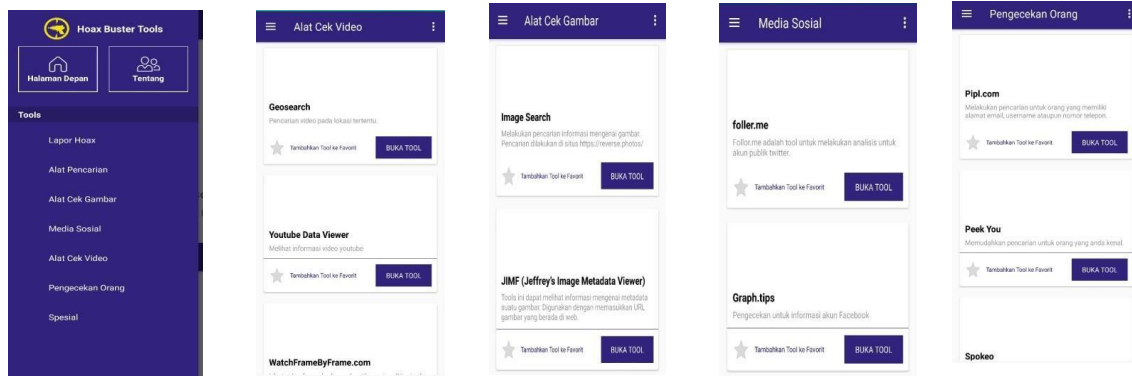 Hoax Buster Tools
Halaman Depan
Tentang
Tools
Lapor Hoax
Alat Pencarian
Alat Cek Gambar
Media Sosial
Alat Cek Video
Pengecekan Orang
Spesial
Alat Cek Video
Geosearch
Pencarian video pada lokasi tertentu.
Tambahkan Tool ke Favorit
BUKA TOOL
Youtube Data Viewer
Melihat informasi video youtube
Tambahkan Tool ke Favorit
BUKA TOOL
WatchFrameByFrame.com
Alat Cek Gambar
Image Search
Melakukan pencarian informasi mengenai gambar.
Pencarian dilakukan di situs https://reverse.photos/
Tambahkan Tool ke Favorit
BUKA TOOL
JIMF (Jeffrey's Image Metadata Viewer)
Tools ini dapat melihat informasi mengenai metadata
suatu gambar. Digunakan dengan memasukkan URL
gambar yang berada di web.
Tambahkan Tool ke Favorit
BUKA TOOL
Media Sosial
foller.me
Follor.me adalah tool untuk melakukan analisis untuk
akun publik twitter.
Tambahkan Tool ke Favorit
BUKA TOOL
Graph.tips
Pengecekan untuk informasi akun Facebook
Tambahkan Tool ke Favorit
BUKA TOOL
Pengecekan Orang
Pipl.com
Melakukan pencarian untuk orang yang memiliki
alamat email, username ataupun nomor telepon.
Tambahkan Tool ke Favorit
BUKA TOOL
Peek You
Memudahkan pencarian untuk orang yang anda kenal.
Tambahkan Tool ke Favorit
BUKA TOOL
Spokeo